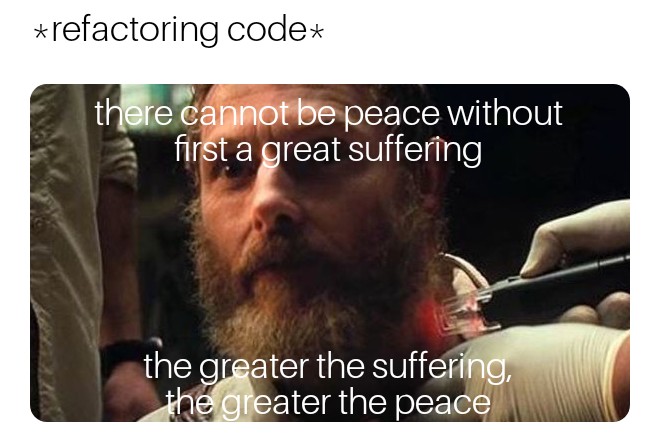 *refactoring code*
there cannot be peace without
first a great suffering
the greater the suffering,
the greater the peace